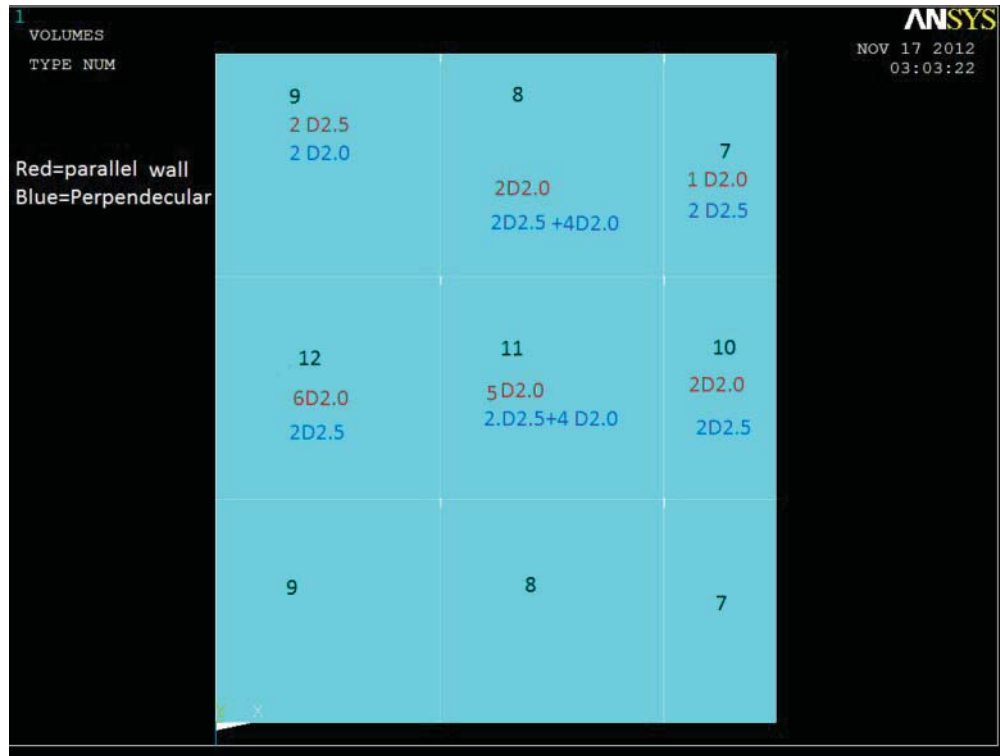 1
VOLUMES
TYPE NUM
ANSYS
NOV 17 2012
03:03:22
Red=parallel wall
Blue=Perpendecular
9
2 D2.5
2 D2.0
8
2D2.0
2D2.5 +4D2.0
7
1 D2.0
2 D2.5
12
6D2.0
2D2.5
11
5D2.0
2.D2.5+4 D2.0
10
2D2.0
2D2.5
9
8
7
Y X